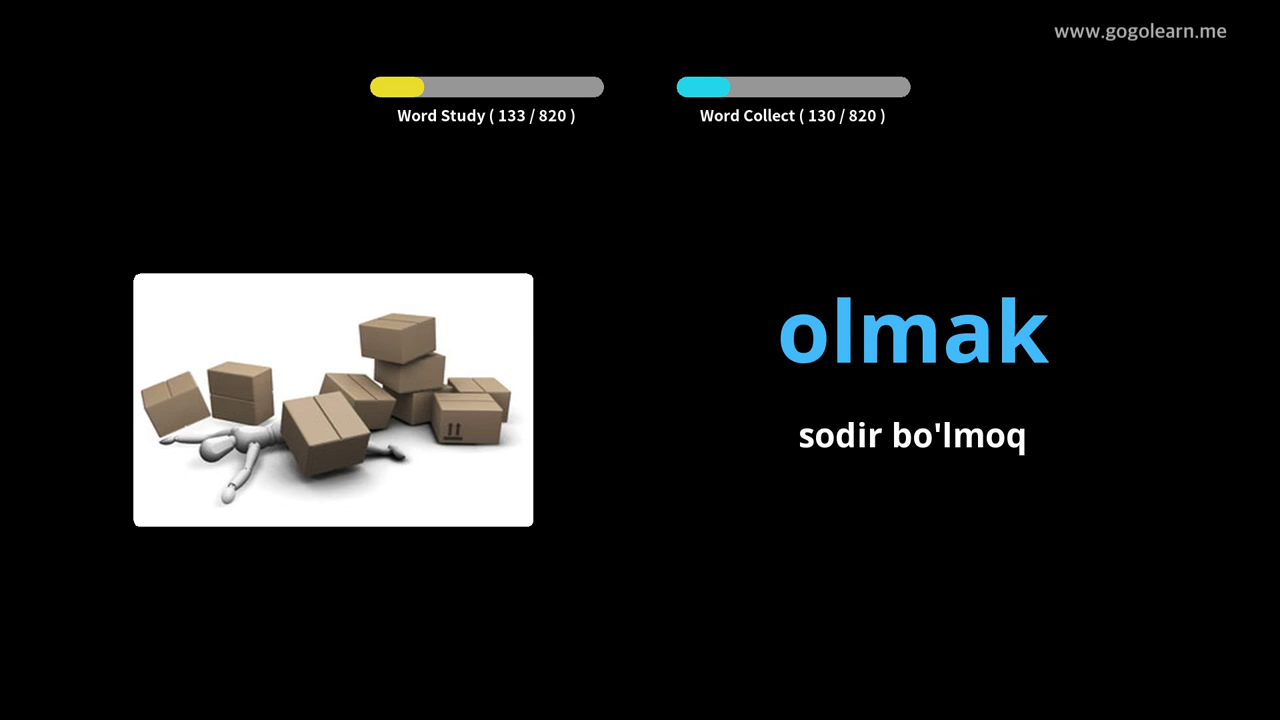 www.gogolearn.me
Word Study ( 133 / 820 )
Word Collect ( 130 / 820 )
olmak
sodir bo'lmoq